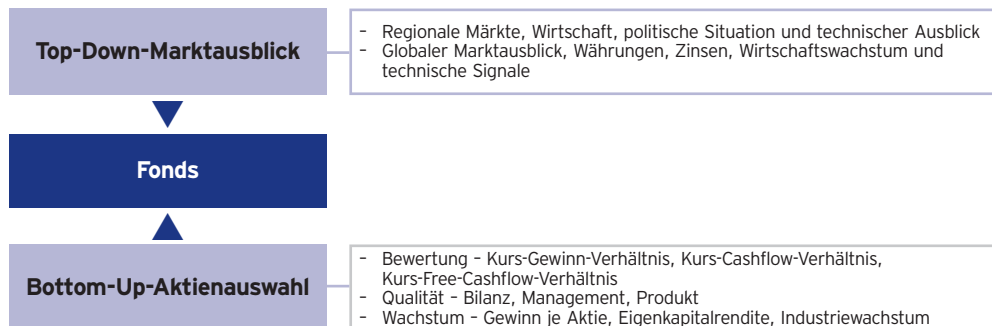 Top-Down-Marktausblick
- Regionale Märkte, Wirtschaft, politische Situation und technischer Ausblick
- Globaler Marktausblick, Währungen, Zinsen, Wirtschaftswachstum und
technische Signale
Fonds
Bottom-Up-Aktienauswahl
- Bewertung - Kurs-Gewinn-Verhältnis, Kurs-Cashflow-Verhältnis,
Kurs-Free-Cashflow-Verhältnis
- Qualität - Bilanz, Management, Produkt
- Wachstum - Gewinn je Aktie, Eigenkapitalrendite, Industriewachstum